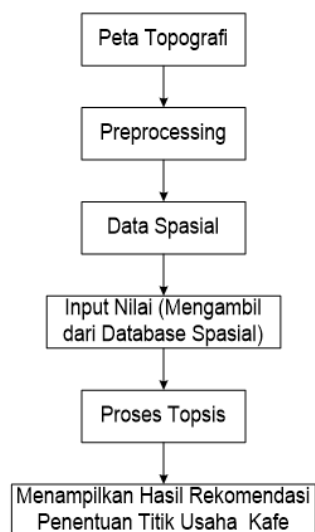 Peta Topografi
Preprocessing
Data Spasial
Input Nilai (Mengambil
dari Database Spasial)
Proses Topsis
Menampilkan Hasil Rekomendasi
Penentuan Titik Usaha Kafe